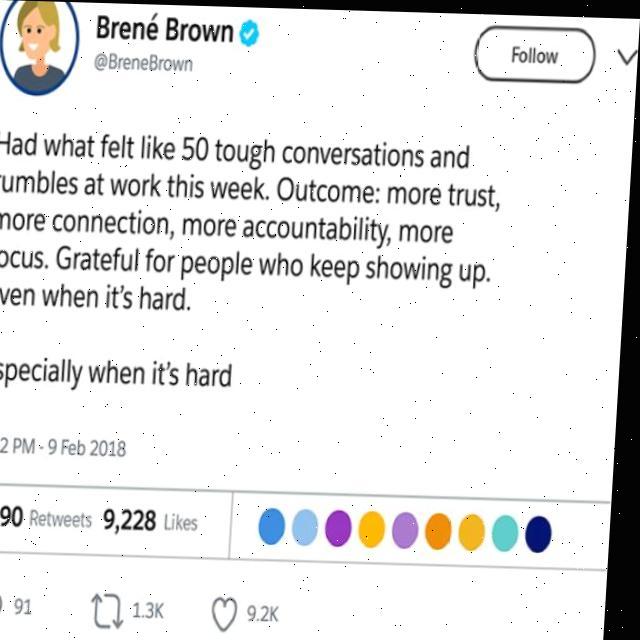 Brené Brown
@BreneBrown
Follow
Had what felt like 50 tough conversations and
rumbles at work this week. Outcome: more trust,
more connection, more accountability, more
ocus. Grateful for people who keep showing up.
ven when it's hard.
specially when it's hard
2 PM - 9 Feb 2018
90 Retweets 9,228 Likes
91 1.3K 9.2K